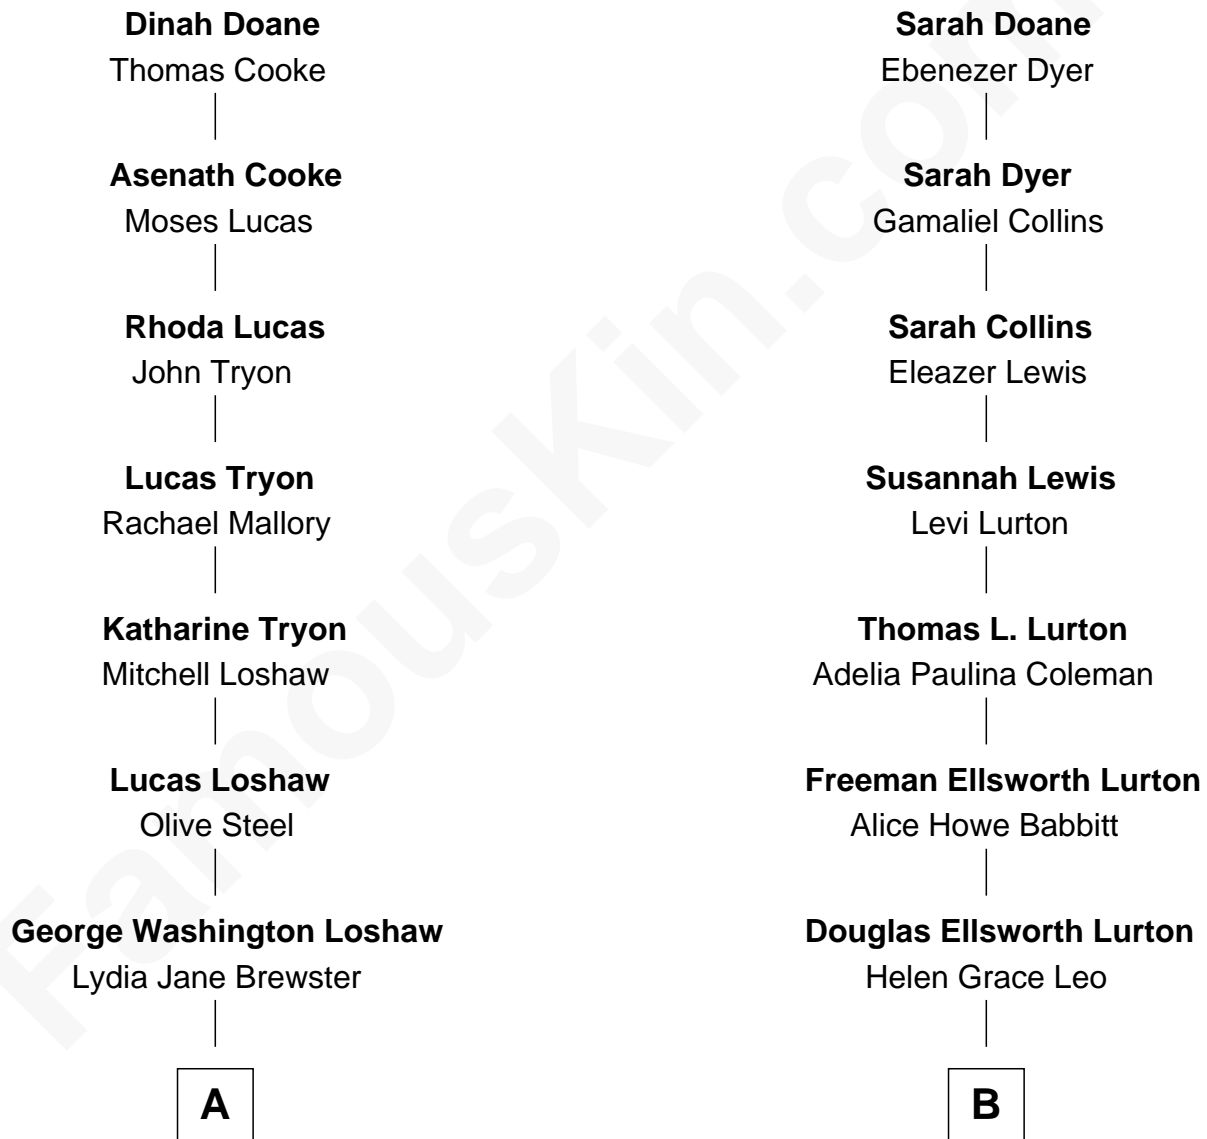 Dinah Doane
Thomas Cooke
Asenath Cooke
Moses Lucas
Rhoda Lucas
John Tryon
Lucas Tryon
Rachael Mallory
Katharine Tryon
Mitchell Loshaw
Lucas Loshaw
Olive Steel
George Washington Loshaw
Lydia Jane Brewster
A
Sarah Doane
Ebenezer Dyer
Sarah Dyer
Gamaliel Collins
Sarah Collins
Eleazer Lewis
Susannah Lewis
Levi Lurton
Thomas L. Lurton
Adelia Paulina Coleman
Freeman Ellsworth Lurton
Alice Howe Babbitt
Douglas Ellsworth Lurton
Helen Grace Leo
B
FamousKin.com